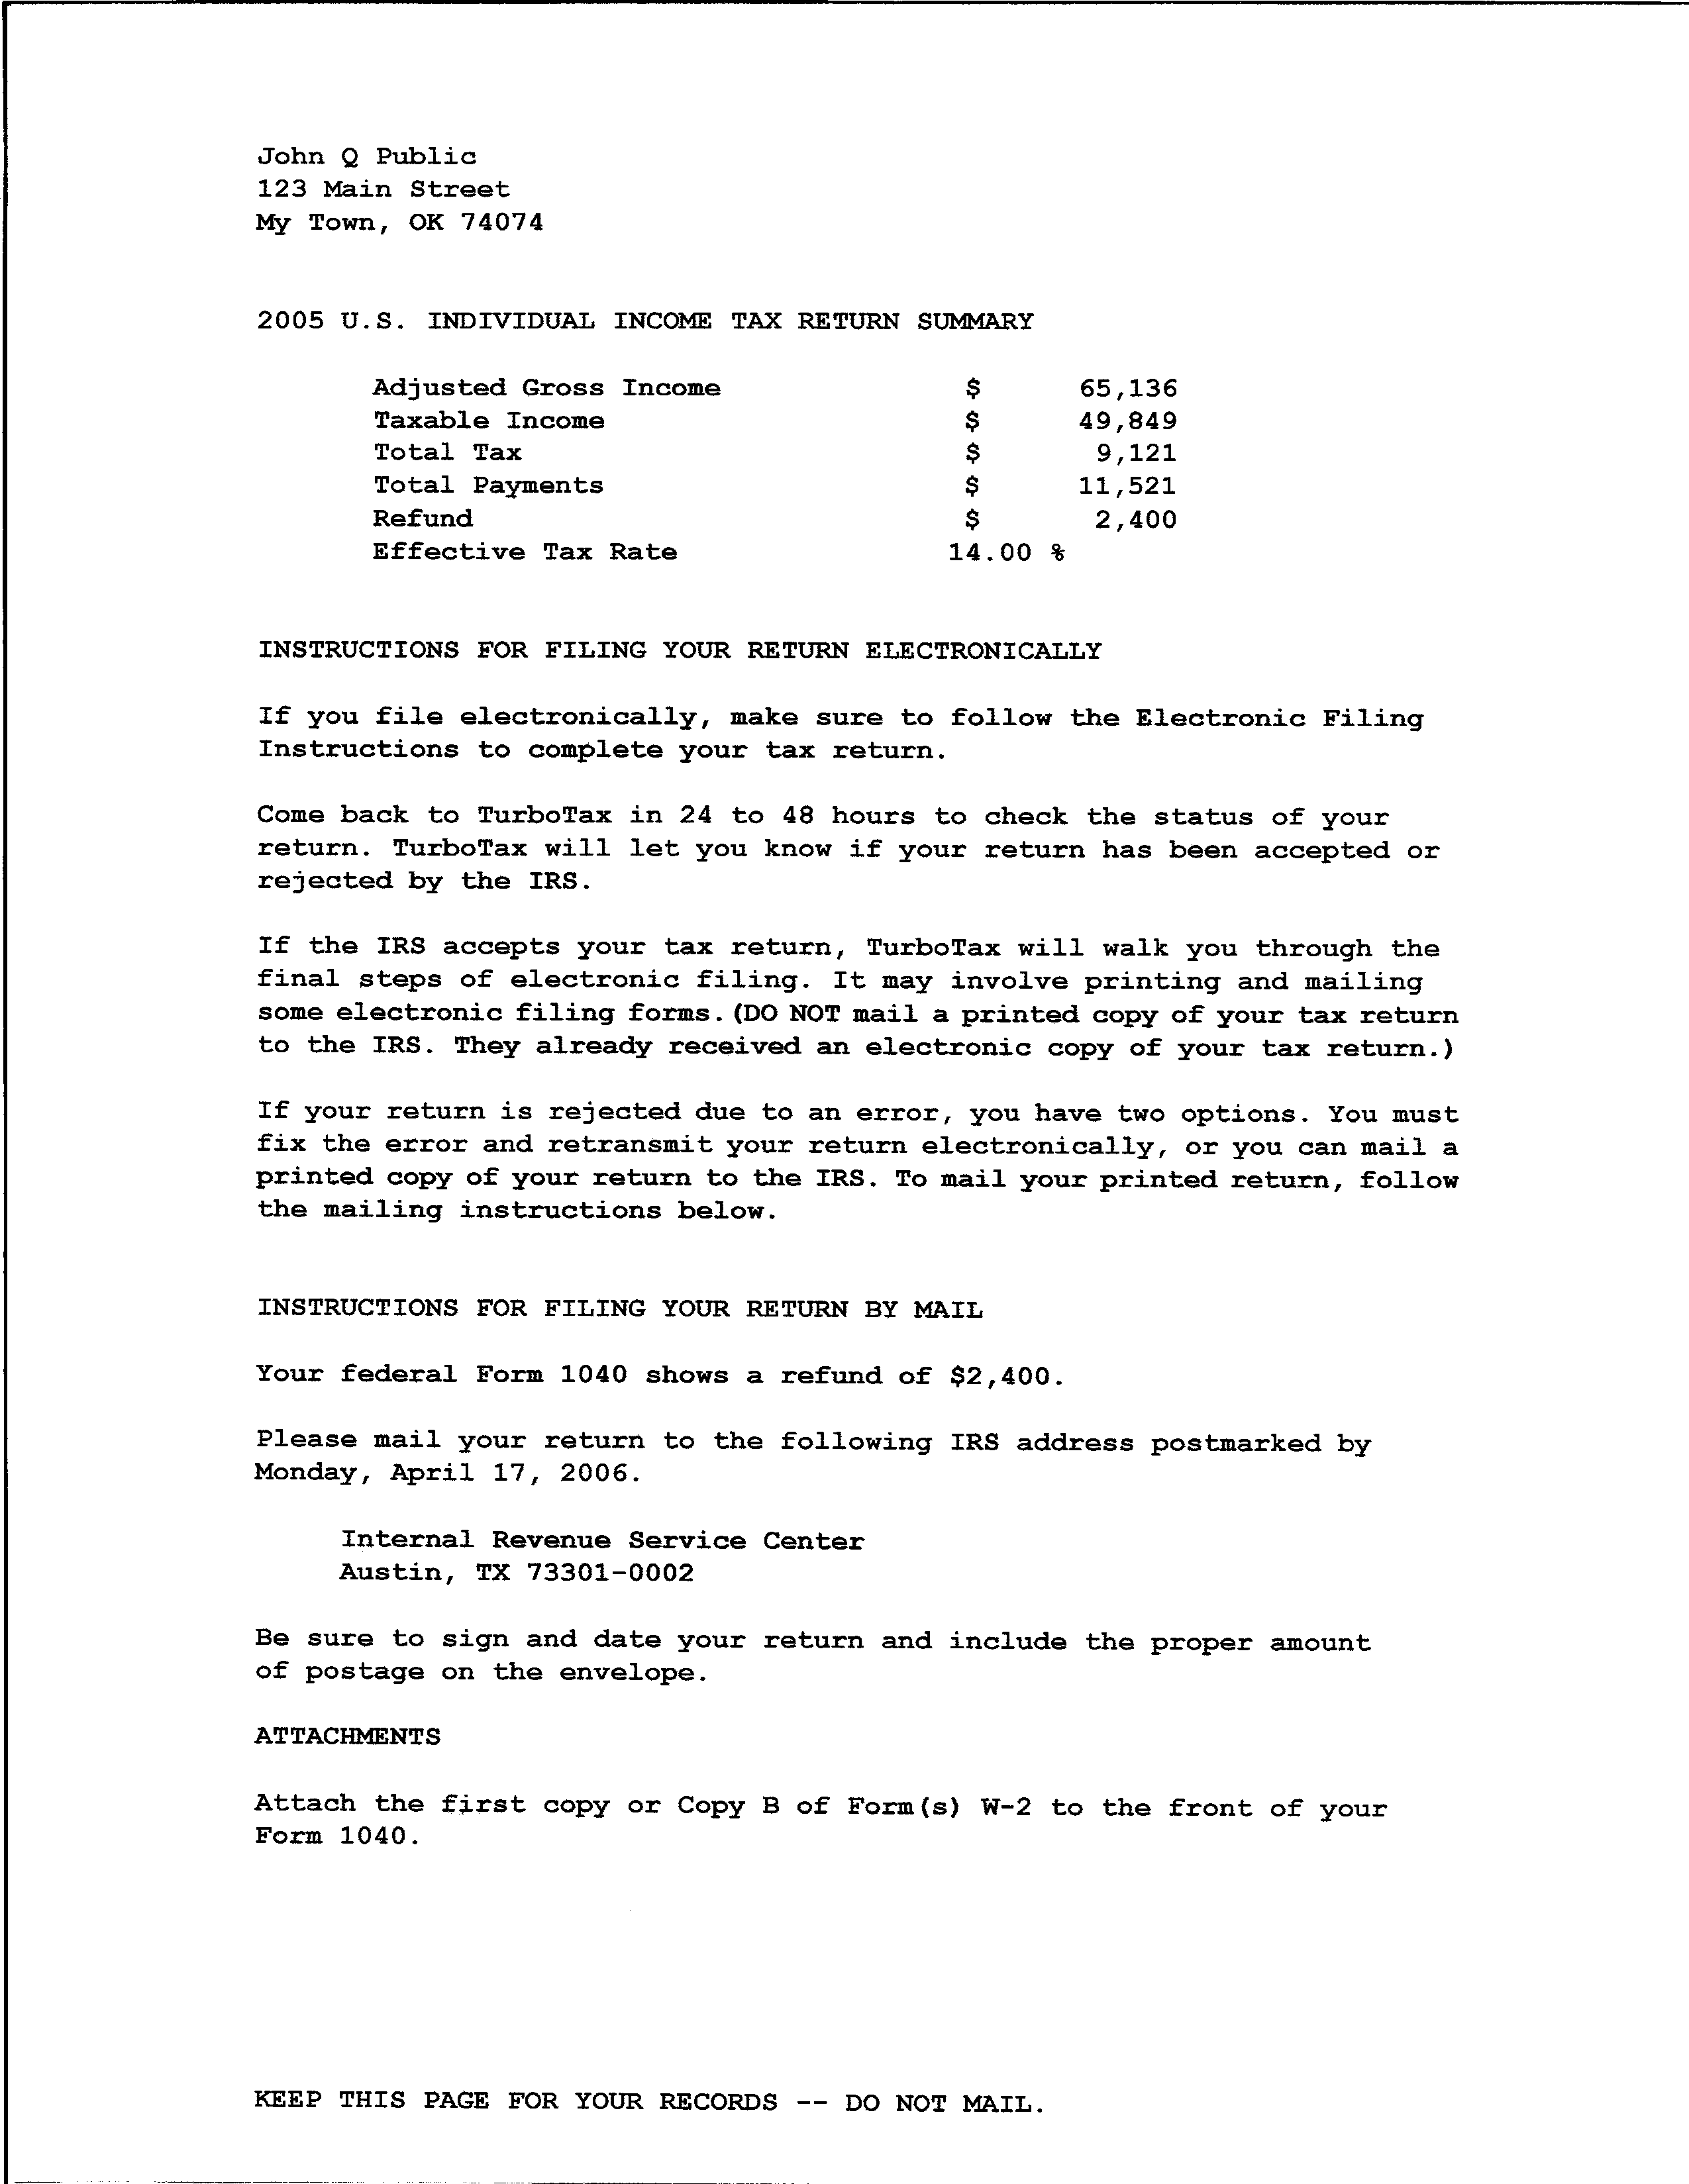 John Q Public
123 Main Street
My Town, OK 74074
2005 U.S. INDIVIDUAL INCOME TAX RETURN SUMMARY
Adjusted Gross Income $ 65,136
Taxable Income $ 49,849
Total Tax $ 9,121
Total Payments $ 11,521
Refund $ 2,400
Effective Tax Rate 14.00 %
INSTRUCTIONS FOR FILING YOUR RETURN ELECTRONICALLY
If you file electronically, make sure to follow the Electronic Filing
Instructions to complete your tax return.
Come back to TurboTax in 24 to 48 hours to check the status of your
return. TurboTax will let you know if your return has been accepted or
rejected by the IRS.
If the IRS accepts your tax return, TurboTax will walk you through the
final steps of electronic filing. It may involve printing and mailing
some electronic filing forms.(DO NOT mail a printed copy of your tax return
to the IRS. They already received an electronic copy of your tax return.)
If your return is rejected due to an error, you have two options. You must
fix the error and retransmit your return electronically, or you can mail a
printed copy of your return to the IRS. To mail your printed return, follow
the mailing instructions below.
INSTRUCTIONS FOR FILING YOUR RETURN BY MAIL
Your federal Form 1040 shows a refund of $2,400.
Please mail your return to the following IRS address postmarked by
Monday, April 17, 2006.
Internal Revenue Service Center
Austin, TX 73301-0002
Be sure to sign and date your return and include the proper amount
of postage on the envelope.
ATTACHMENTS
Attach the first copy or Copy B of Form(s) W-2 to the front of your
Form 1040.
KEEP THIS PAGE FOR YOUR RECORDS -- DO NOT MAIL.